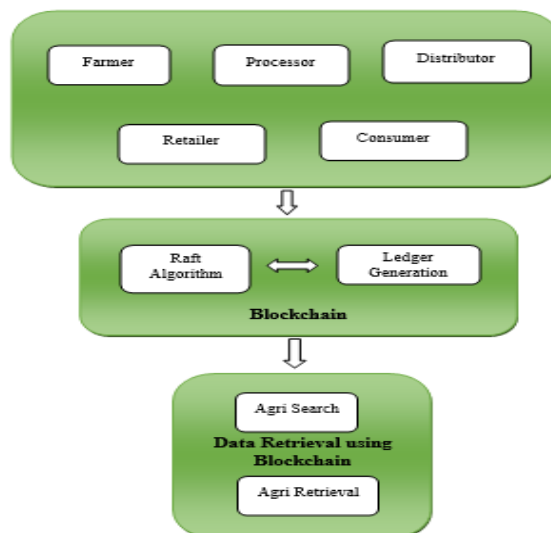 Farmer
Processor
Distributor
Retailer
Consumer
Raft
Algorithm
Ledger
Generation
Blockchain
Agri Search
Data Retrieval using
Blockchain
Agri Retrieval